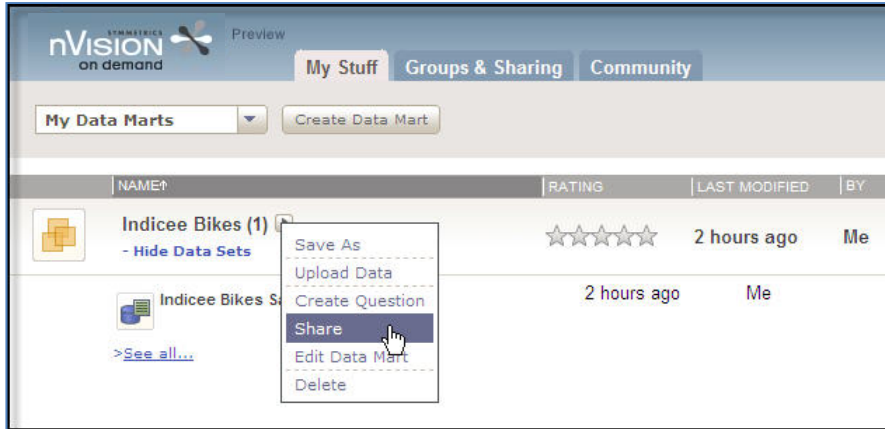 SYMMETRICS
nVISION
on demand
Preview
My Stuff Groups & Sharing Community
My Data Marts Create Data Mart
NAME↑ RATING LAST MODIFIED BY
Indicee Bikes (1) 2 hours ago Me
- Hide Data Sets
Indicee Bikes 2 hours ago Me
>See all...
Save As
Upload Data
Create Question
Share
Edit Data Mart
Delete